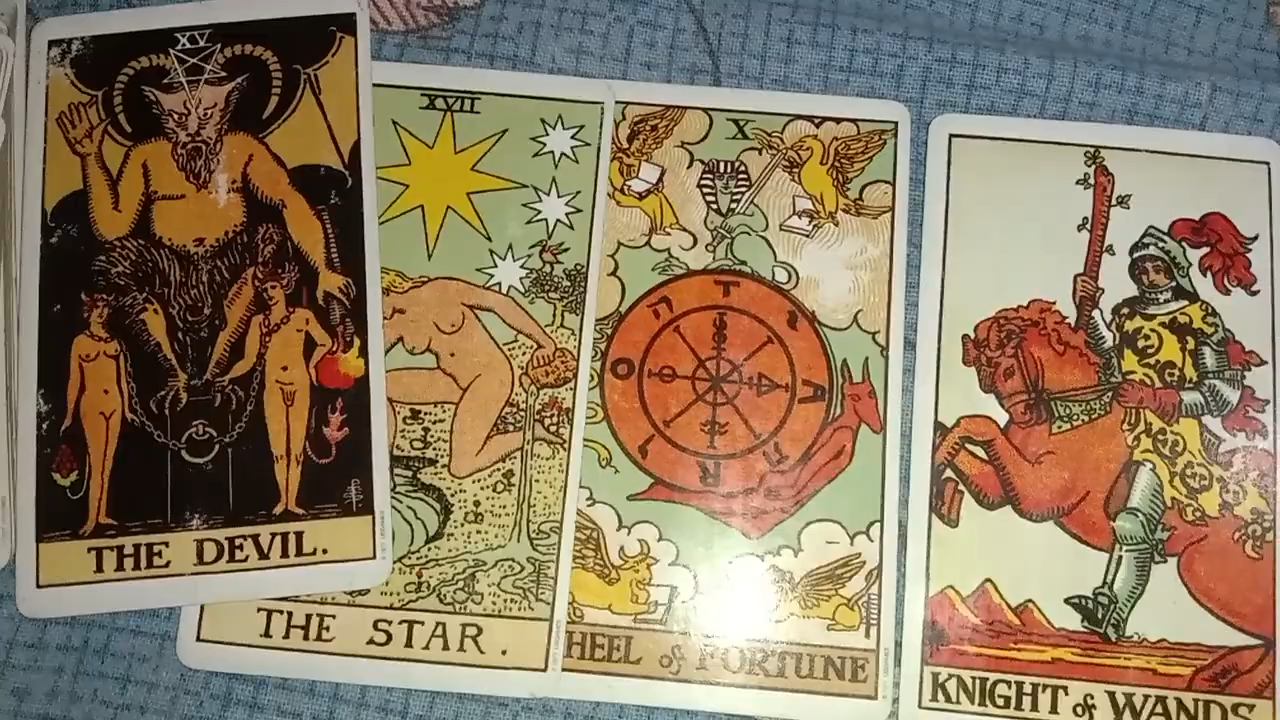 XV
THE DEVIL.
XVII
THE STAR.
X
T
A
R
O
HEEL of FORTUNE
KNIGHT of WANDS